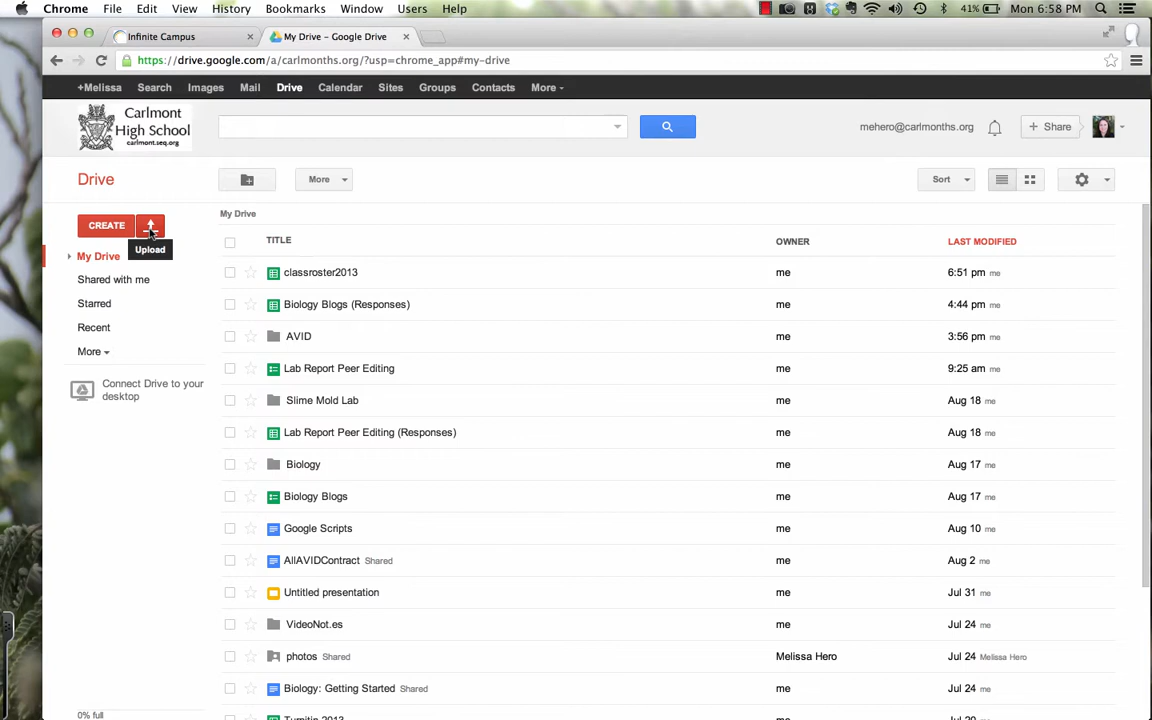 Chrome File Edit View History Bookmarks Window Users Help 41% Mon 6:58 PM
Infinite Campus × My Drive – Google Drive ×
https://drive.google.com/a/carlmonths.org/?usp=chrome_app#my-drive
+Melissa Search Images Mail Drive Calendar Sites Groups Contacts More
Carlmont
High School
carlmont.seq.org
mehero@carlmonths.org + Share
Drive More Sort
CREATE
Upload
My Drive
Shared with me
Starred
Recent
More
Connect Drive to your
desktop
0% full
My Drive
TITLE OWNER LAST MODIFIED
classroster2013 me 6:51 pm me
Biology Blogs (Responses) me 4:44 pm me
AVID me 3:56 pm me
Lab Report Peer Editing me 9:25 am me
Slime Mold Lab me Aug 18 me
Lab Report Peer Editing (Responses) me Aug 18 me
Biology me Aug 17 me
Biology Blogs me Aug 17 me
Google Scripts me Aug 10 me
AllAVIDContract Shared me Aug 2 me
Untitled presentation me Jul 31 me
VideoNot.es me Jul 24 me
photos Shared Melissa Hero Jul 24 Melissa Hero
Biology: Getting Started Shared me Jul 24 me